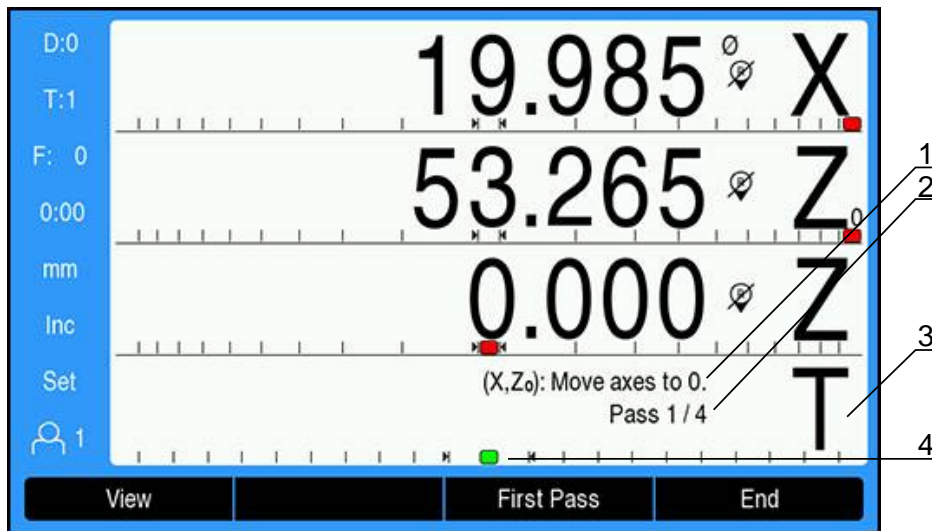 D:0
T:1
F: 0
0:00
mm
Inc
Set
1
19.985 Ø X
53.265 Z₀
0.000 Z
(X,Z₀): Move axes to 0.
Pass 1 / 4
T
View First Pass End
1
2
3
4